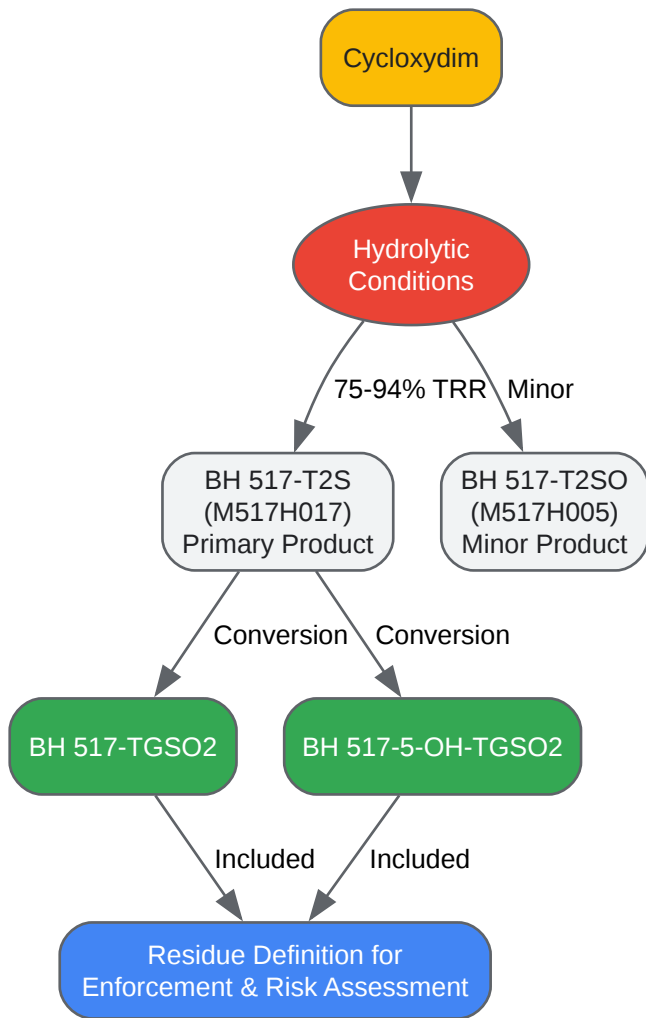 Cycloxydim
Hydrolytic
Conditions
75-94% TRR
Minor
BH 517-T2S
(M517H017)
Primary Product
BH 517-T2SO
(M517H005)
Minor Product
Conversion
Conversion
BH 517-TGSO2
BH 517-5-OH-TGSO2
Included
Included
Residue Definition for
Enforcement & Risk Assessment